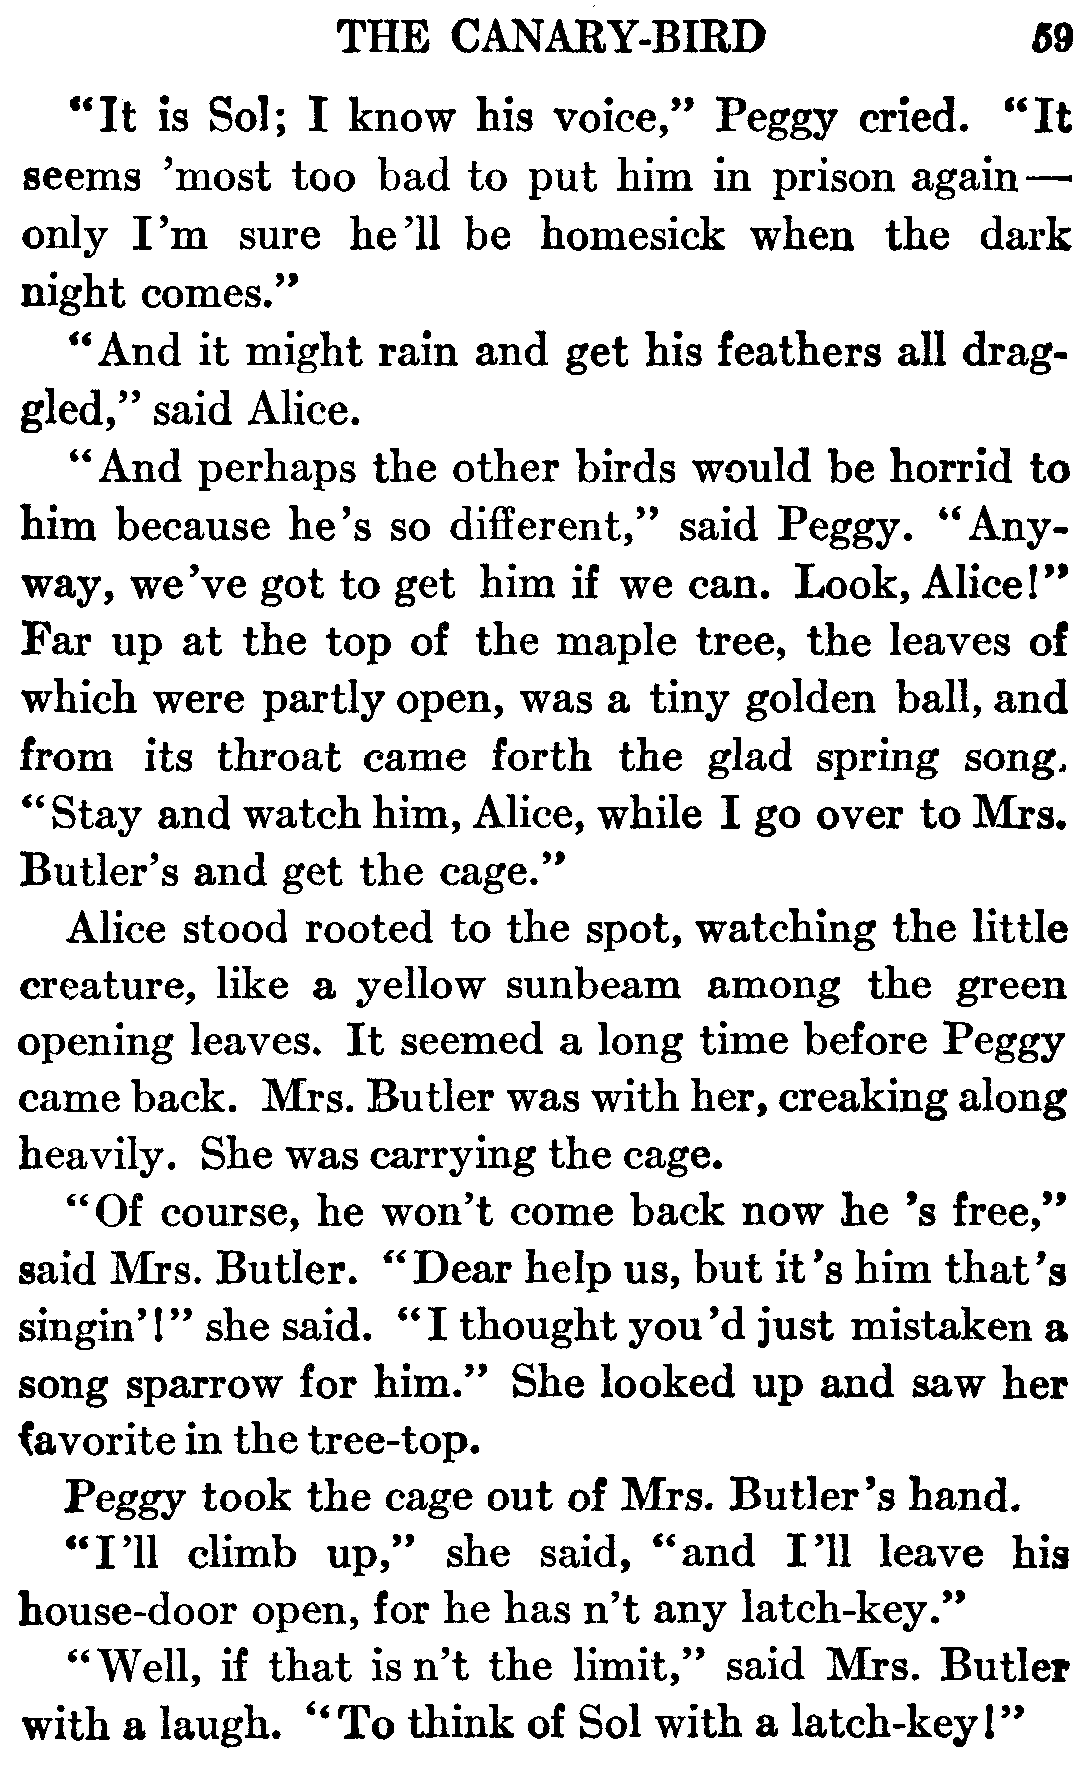 THE CANARY-BIRD 59
“It is Sol; I know his voice,” Peggy cried. “It
seems ’most too bad to put him in prison again—
only I’m sure he’ll be homesick when the dark
night comes.”
“And it might rain and get his feathers all drag-
gled,” said Alice.
“And perhaps the other birds would be horrid to
him because he’s so different,” said Peggy. “Any-
way, we’ve got to get him if we can. Look, Alice!”
Far up at the top of the maple tree, the leaves of
which were partly open, was a tiny golden ball, and
from its throat came forth the glad spring song.
“Stay and watch him, Alice, while I go over to Mrs.
Butler’s and get the cage.”
Alice stood rooted to the spot, watching the little
creature, like a yellow sunbeam among the green
opening leaves. It seemed a long time before Peggy
came back. Mrs. Butler was with her, creaking along
heavily. She was carrying the cage.
“Of course, he won’t come back now he ’s free,”
said Mrs. Butler. “Dear help us, but it’s him that’s
singin’!” she said. “I thought you’d just mistaken a
song sparrow for him.” She looked up and saw her
favorite in the tree-top.
Peggy took the cage out of Mrs. Butler’s hand.
“I’ll climb up,” she said, “and I’ll leave his
house-door open, for he has n’t any latch-key.”
“Well, if that is n’t the limit,” said Mrs. Butler
with a laugh. “To think of Sol with a latch-key!”